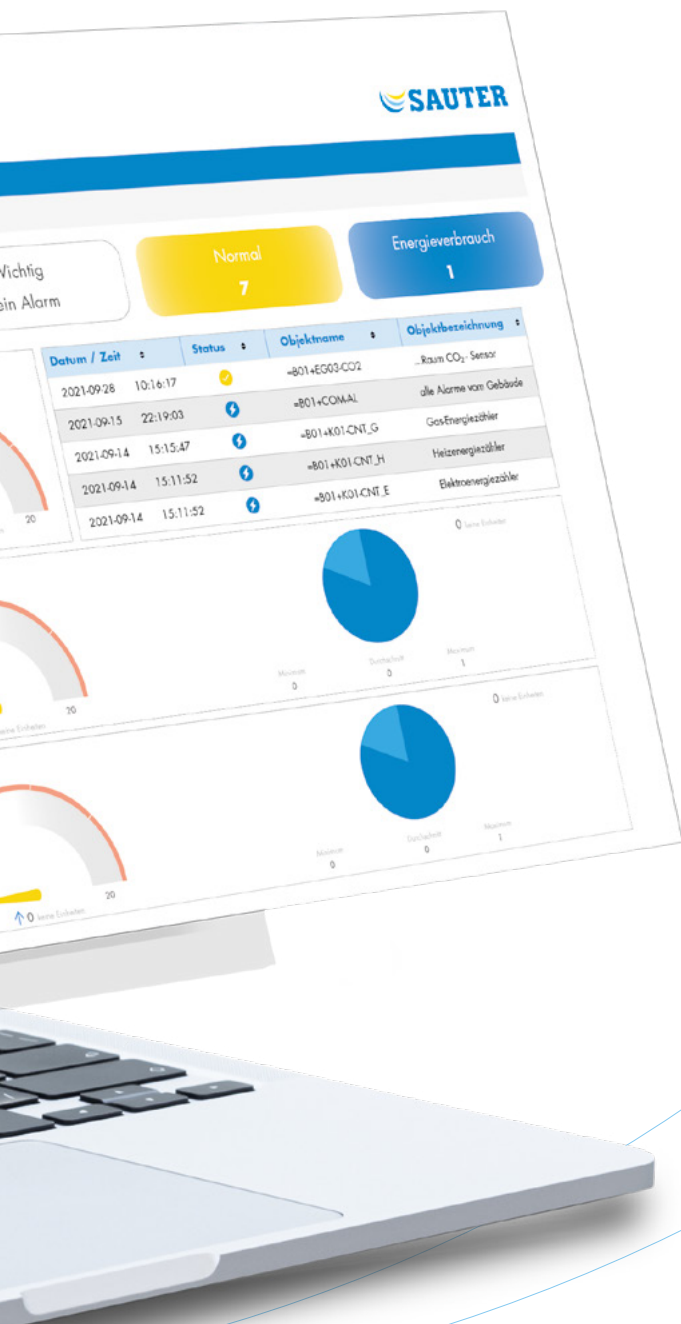 SAUTER
Wichtig
kein Alarm
Normal
7
Energieverbrauch
1
Datum / Zeit Status Objektname Objektbezeichnung
2021-09-28 10:16:17 =B01+EG03-CO2 ...Raum CO₂- Sensor
2021-09-15 22:19:03 =B01+COM-AL alle Alarme vom Gebäude
2021-09-14 15:15:47 =B01+K01-CNT_G Gas-Energiezähler
2021-09-14 15:11:52 =B01+K01-CNT_H Heizenergiezähler
2021-09-14 15:11:52 =B01+K01-CNT_E Elektroenergiezähler
20
0 keine Einheiten
Minimum Durchschnitt Maximum
0 0 1
20
keine Einheiten
0 keine Einheiten
Minimum Durchschnitt Maximum
0 0 1
20
0 keine Einheiten